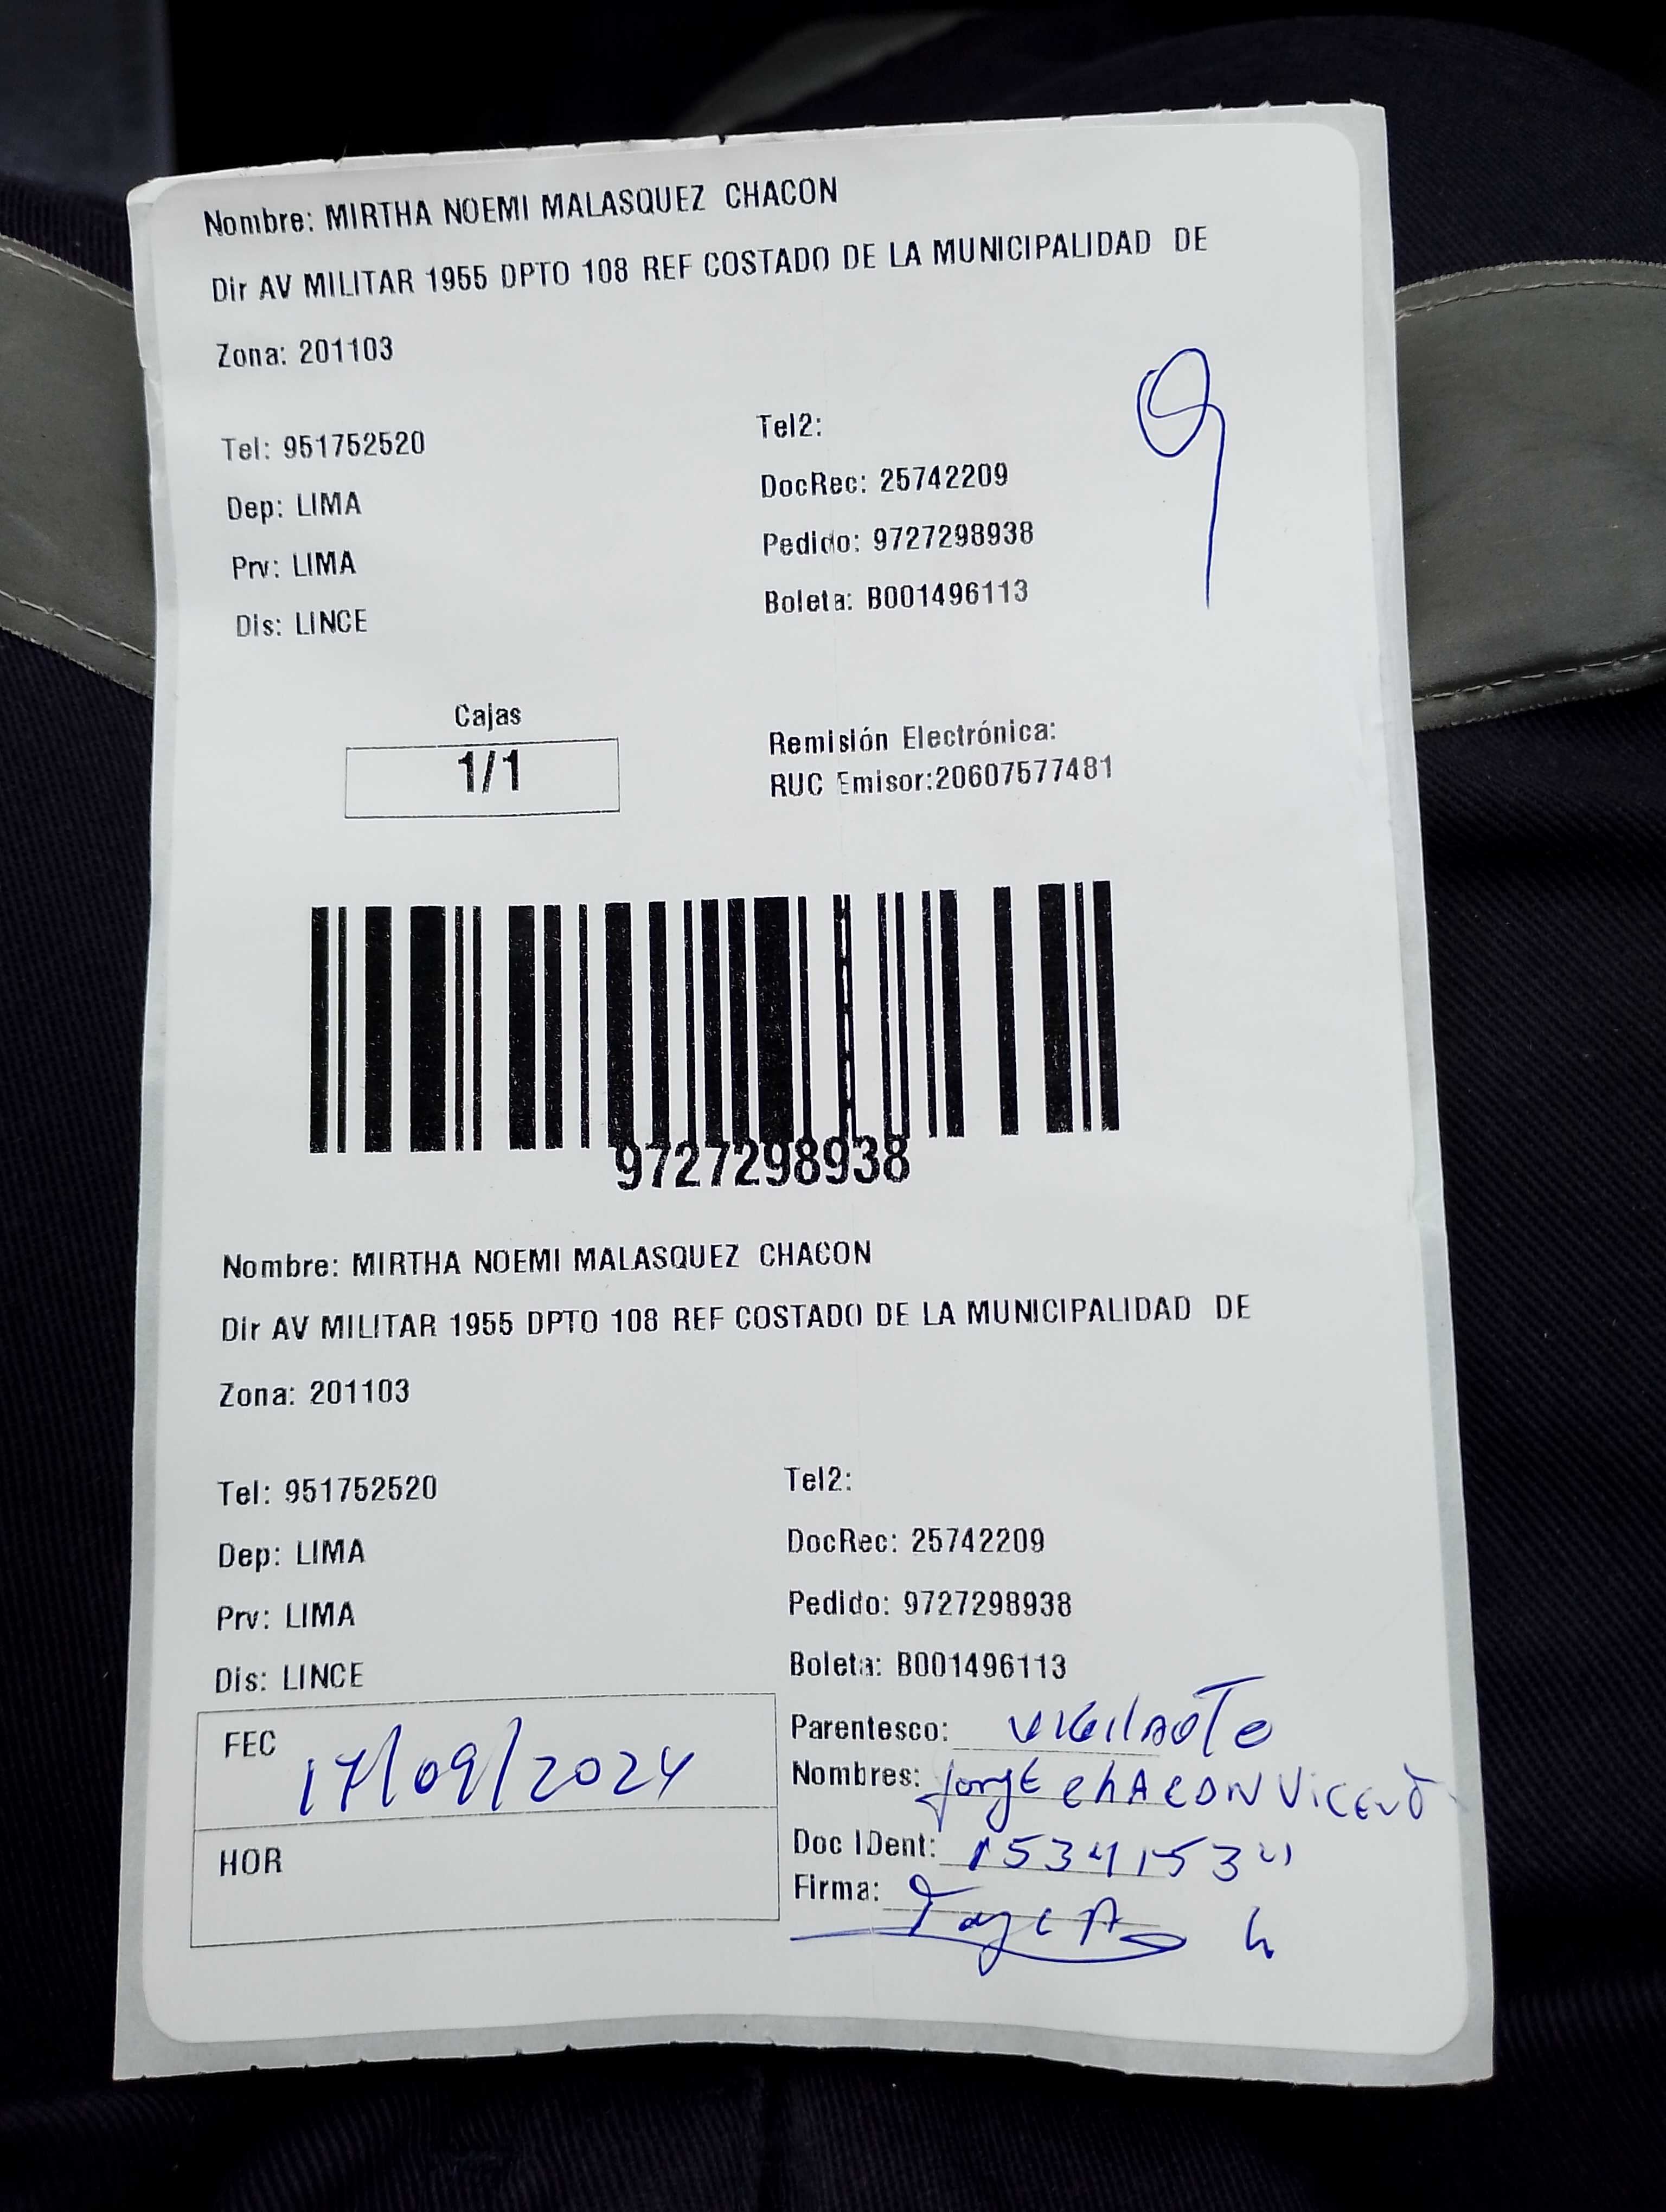 Nombre: MIRTHA NOEMI MALASQUEZ CHACON
Dir AV MILITAR 1955 DPTO 108 REF COSTADO DE LA MUNICIPALIDAD DE
Zona: 201103
Tel: 951752520
Tel2:
Dep: LIMA
DocRec: 25742209
Prv: LIMA
Pedido: 9727298938
Dis: LINCE
Boleta: B001496113
9
Cajas
1/1
Remisión Electrónica:
RUC Emisor:20607577481
9727298938
Nombre: MIRTHA NOEMI MALASQUEZ CHACON
Dir AV MILITAR 1955 DPTO 108 REF COSTADO DE LA MUNICIPALIDAD DE
Zona: 201103
Tel: 951752520
Tel2:
Dep: LIMA
DocRec: 25742209
Prv: LIMA
Pedido: 9727298938
Dis: LINCE
Boleta: B001496113
FEC 17/09/2024
HOR
Parentesco: vigilante
Nombres: Jorge CHACON
Doc IDent:
Firma: